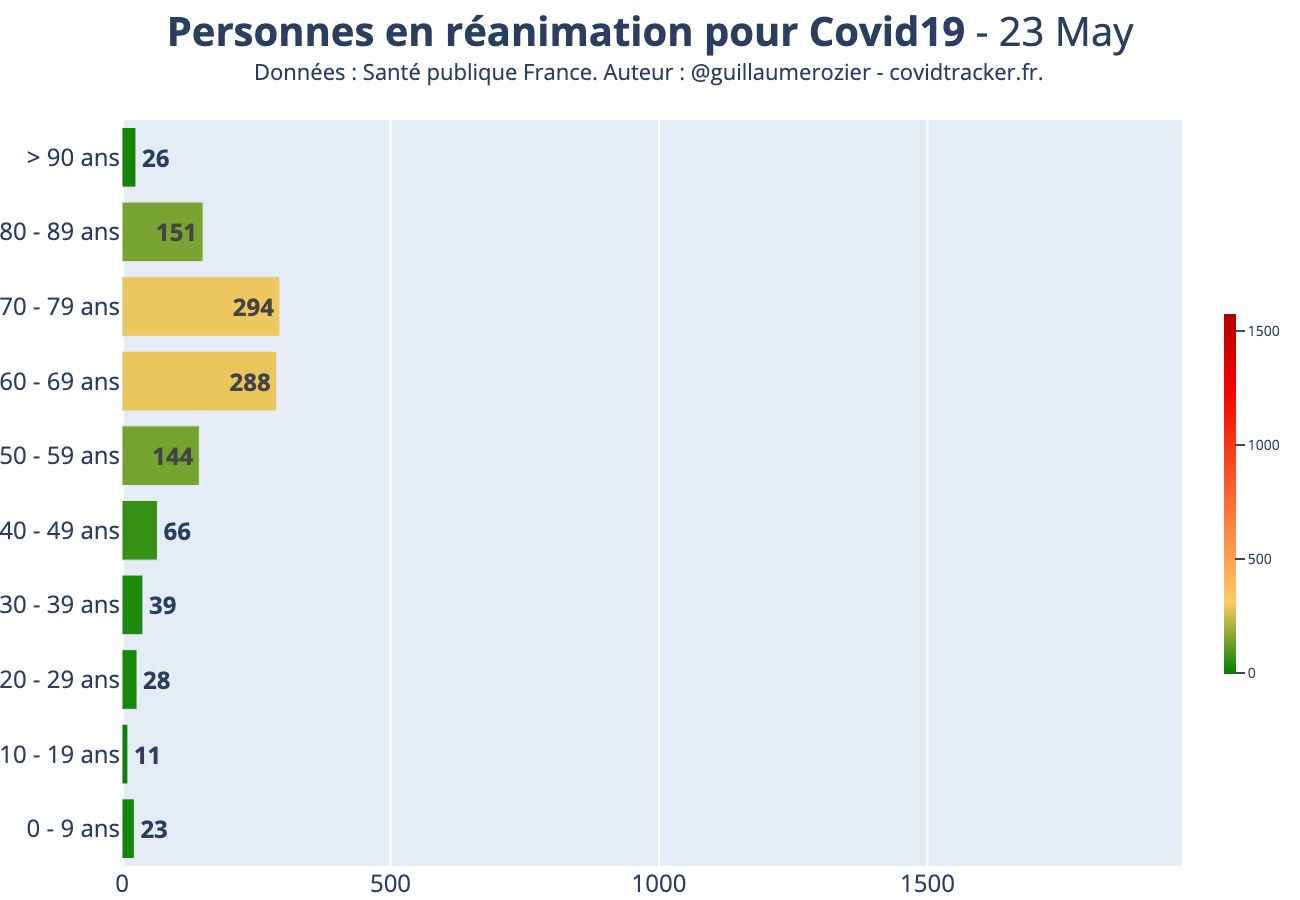 Personnes en réanimation pour Covid19 - 23 May
Données : Santé publique France. Auteur : @guillaumerozier - covidtracker.fr.
> 90 ans 26
80 - 89 ans 151
70 - 79 ans 294
60 - 69 ans 288
50 - 59 ans 144
40 - 49 ans 66
30 - 39 ans 39
20 - 29 ans 28
10 - 19 ans 11
0 - 9 ans 23
0 500 1000 1500
1500
1000
500
0